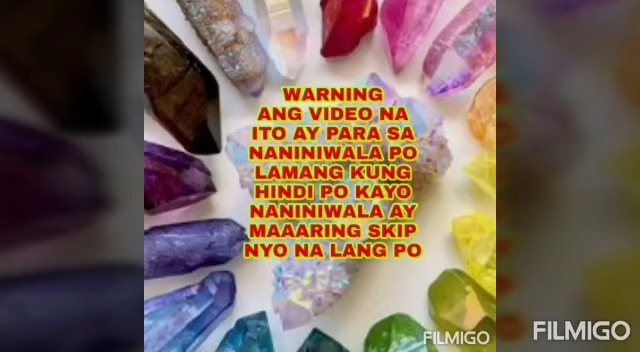 WARNING
ANG VIDEO NA
ITO AY PARA SA
NANINIWALA PO
LAMANG KUNG
HINDI PO KAYO
NANINIWALA AY
MAAARING SKIP
NYO NA LANG PO
FILMIGO
FILMIGO